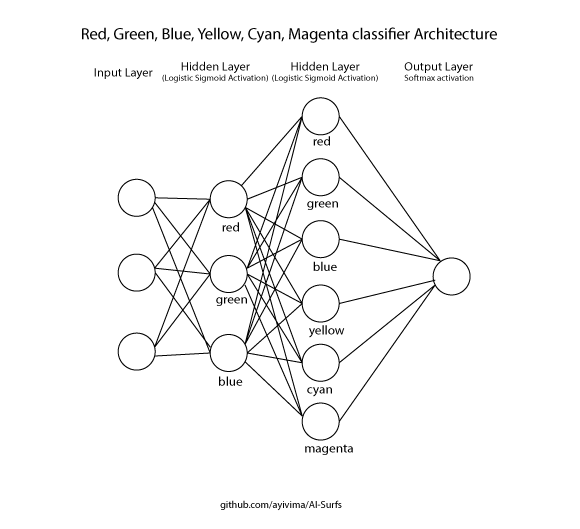 Red, Green, Blue, Yellow, Cyan, Magenta classifier Architecture
Input Layer
Hidden Layer
(Logistic Sigmoid Activation)
Hidden Layer
(Logistic Sigmoid Activation)
Output Layer
Softmax activation
red
green
blue
red
green
blue
yellow
cyan
magenta
github.com/ayivima/AI-Surfs